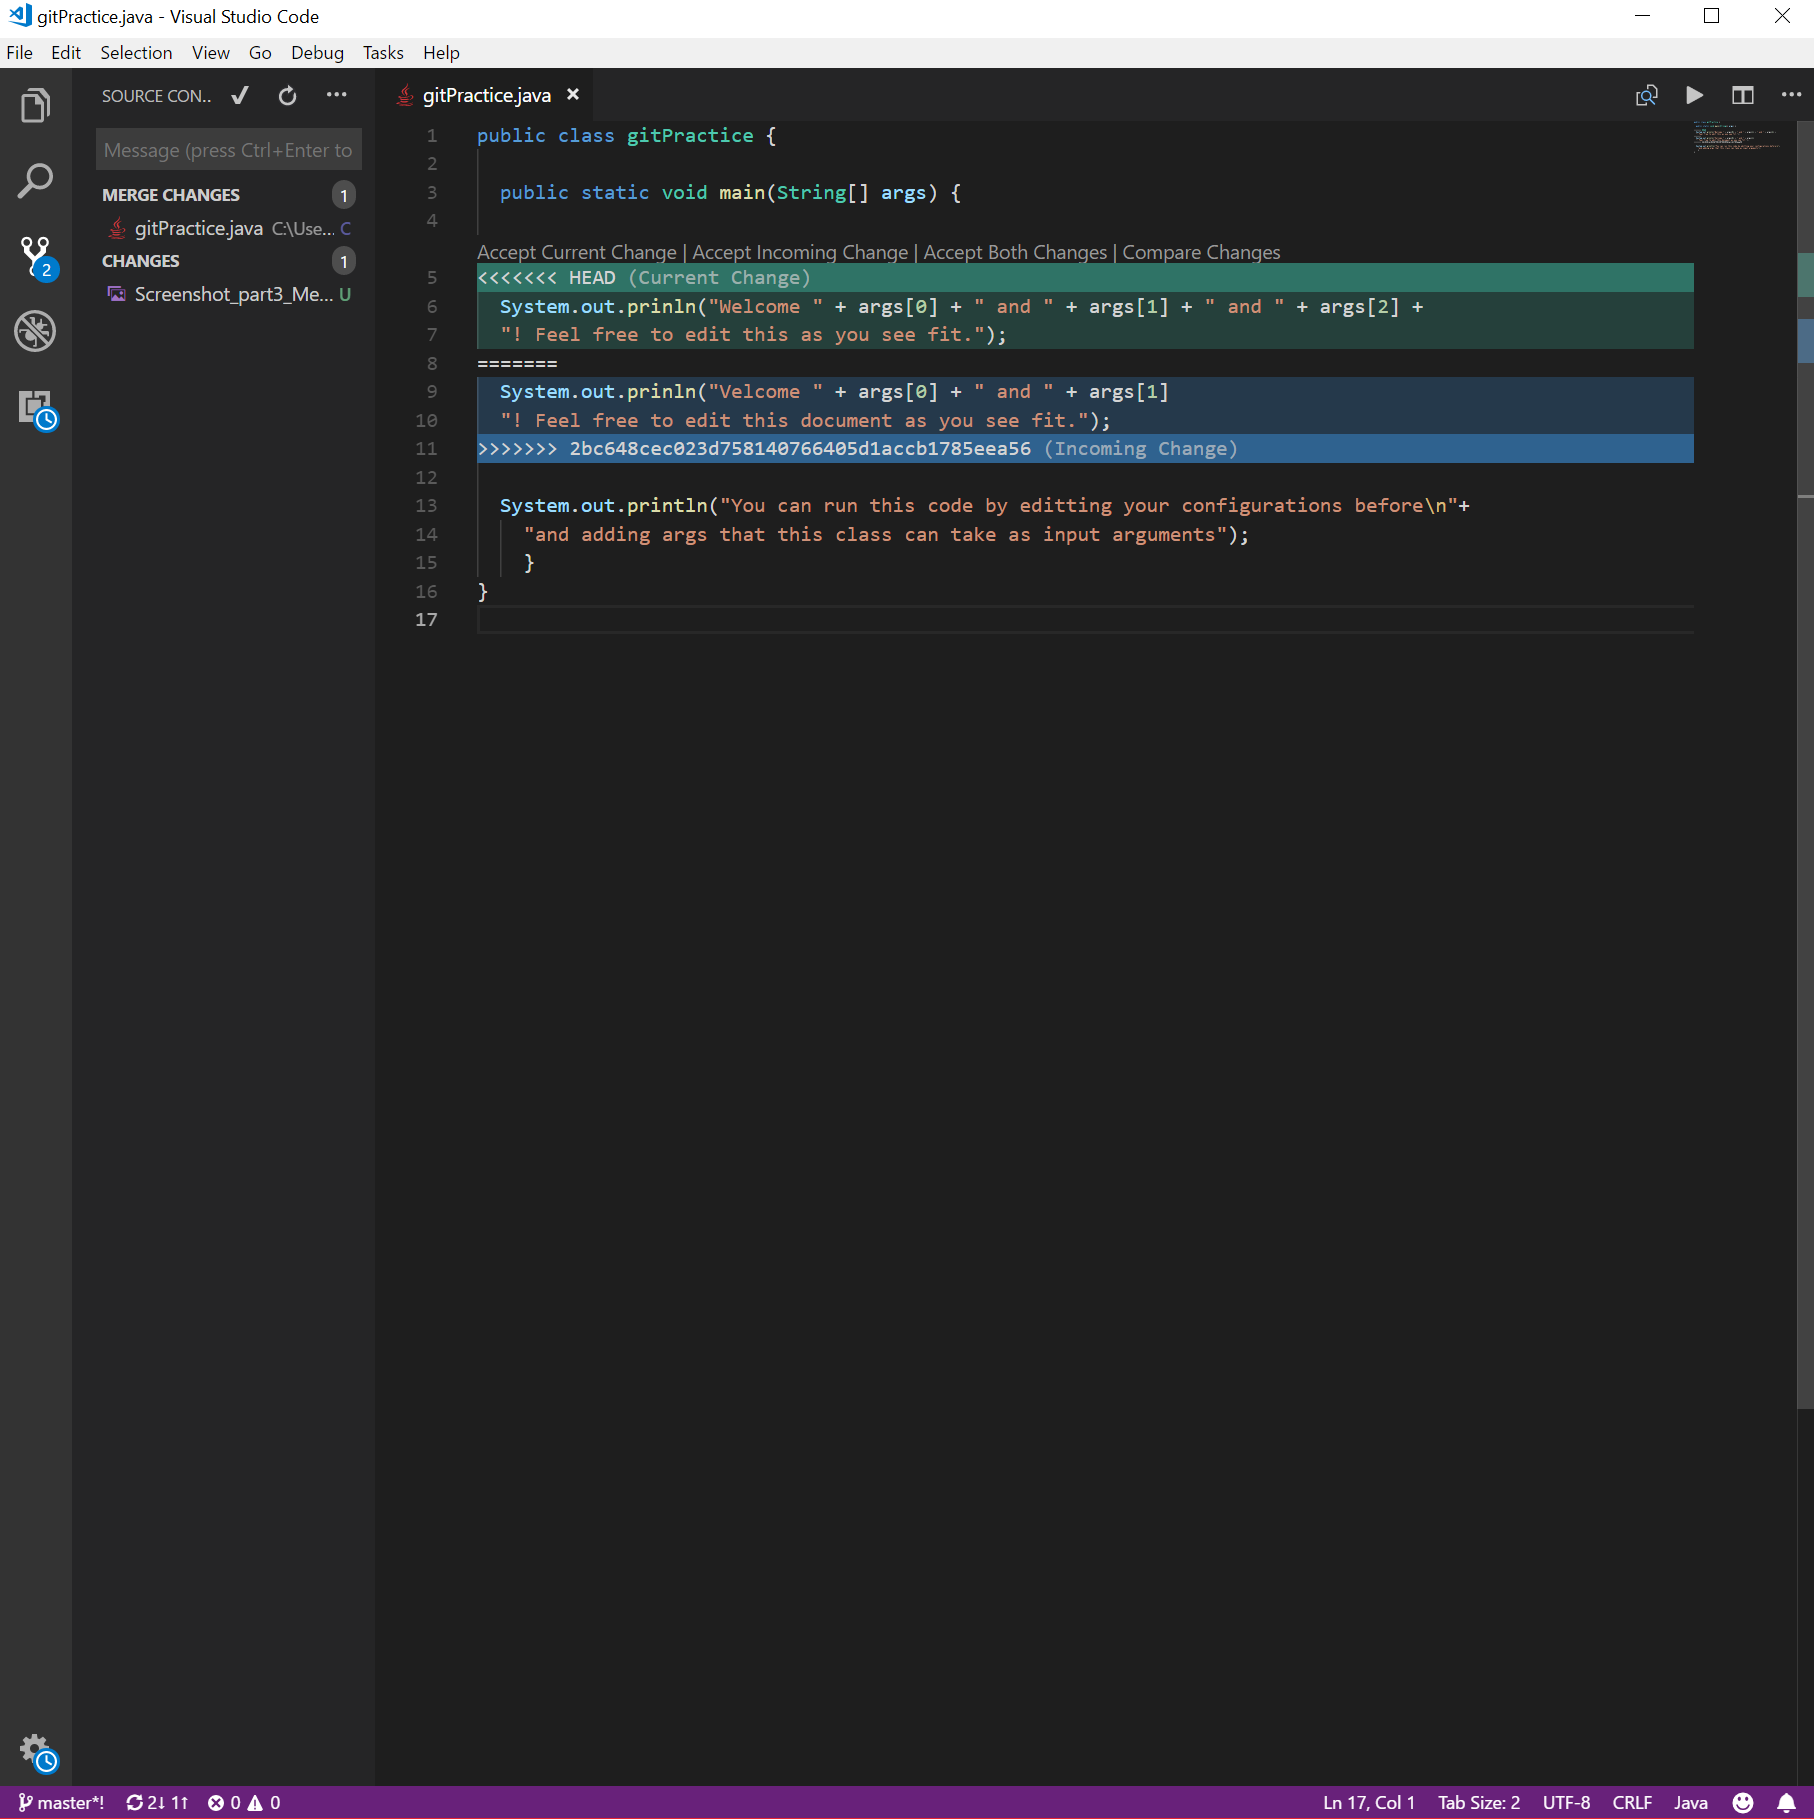 gitPractice.java - Visual Studio Code
File Edit Selection View Go Debug Tasks Help
SOURCE CON..
Message (press Ctrl+Enter to
MERGE CHANGES 1
gitPractice.java C:\Use... C
CHANGES 1
Screenshot_part3_Me... U
2
gitPractice.java
1 public class gitPractice {
2
3 public static void main(String[] args) {
4
Accept Current Change | Accept Incoming Change | Accept Both Changes | Compare Changes
5 <<<<<<< HEAD (Current Change)
6 System.out.prinln("Welcome " + args[0] + " and " + args[1] + " and " + args[2] +
7 "! Feel free to edit this as you see fit.");
8 =======
9 System.out.prinln("Velcome " + args[0] + " and " + args[1]
10 "! Feel free to edit this document as you see fit.");
11 >>>>>>> 2bc648cec023d758140766405d1accb1785eea56 (Incoming Change)
12
13 System.out.println("You can run this code by editting your configurations before\n"+
14 "and adding args that this class can take as input arguments");
15 }
16 }
17
master*! 2↓ 1↑ 0 0 Ln 17, Col 1 Tab Size: 2 UTF-8 CRLF Java